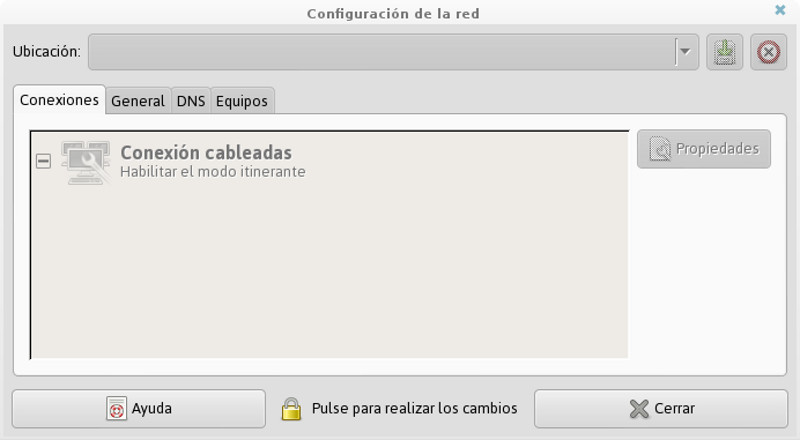 Configuración de la red
Ubicación:
Conexiones General DNS Equipos
Conexión cableadas
Habilitar el modo itinerante
Propiedades
Ayuda
Pulse para realizar los cambios
Cerrar